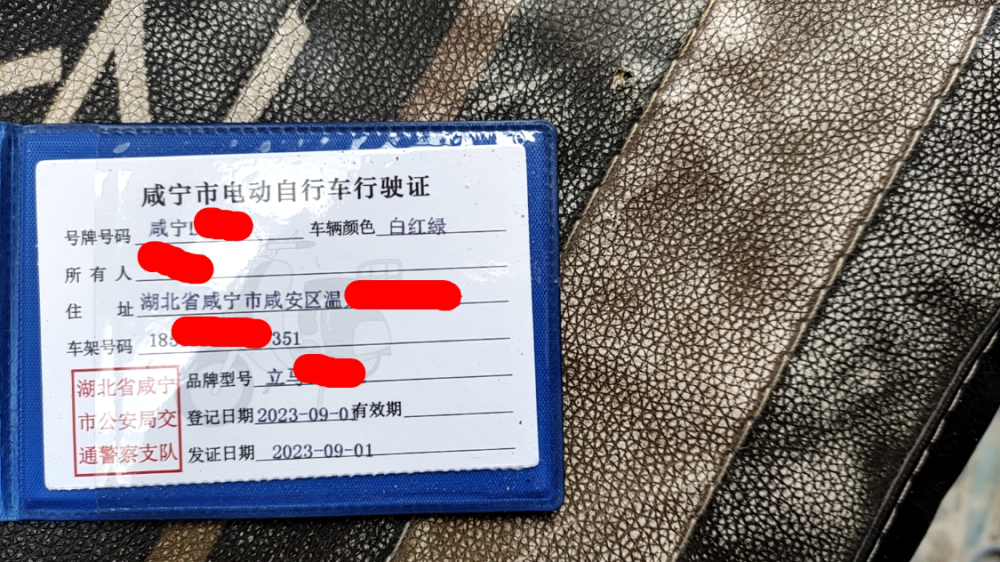 咸宁市电动自行车行驶证
号牌号码 咸宁 车辆颜色 白红绿
所有人
住 址 湖北省咸宁市咸安区温
车架号码 185 351
品牌型号 立马
登记日期 2023-09-01 有效期
发证日期 2023-09-01
湖北省咸宁
市公安局交
通警察支队